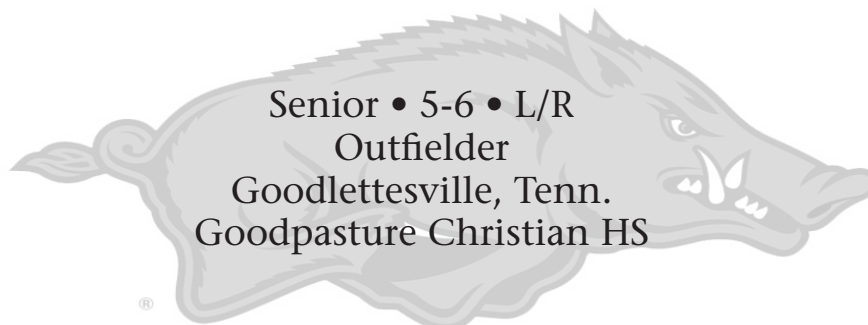 Senior • 5-6 • L/R
Outfielder
Goodlettesville, Tenn.
Goodpasture Christian HS
®